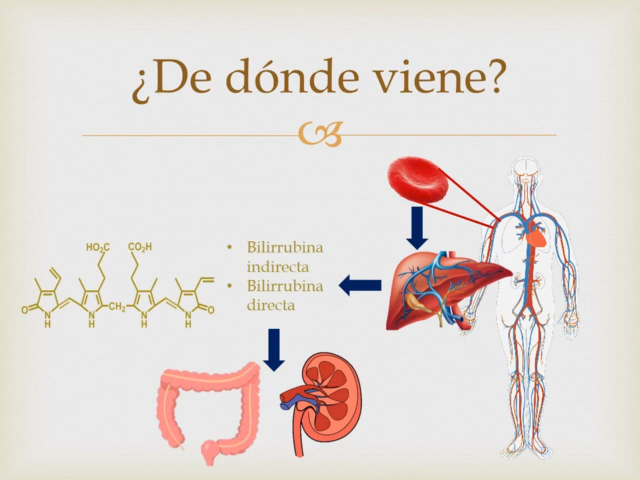 ¿De dónde viene?
• Bilirrubina
indirecta
• Bilirrubina
directa
HO₂C CO₂H
O N H N H CH₂ N H N H O